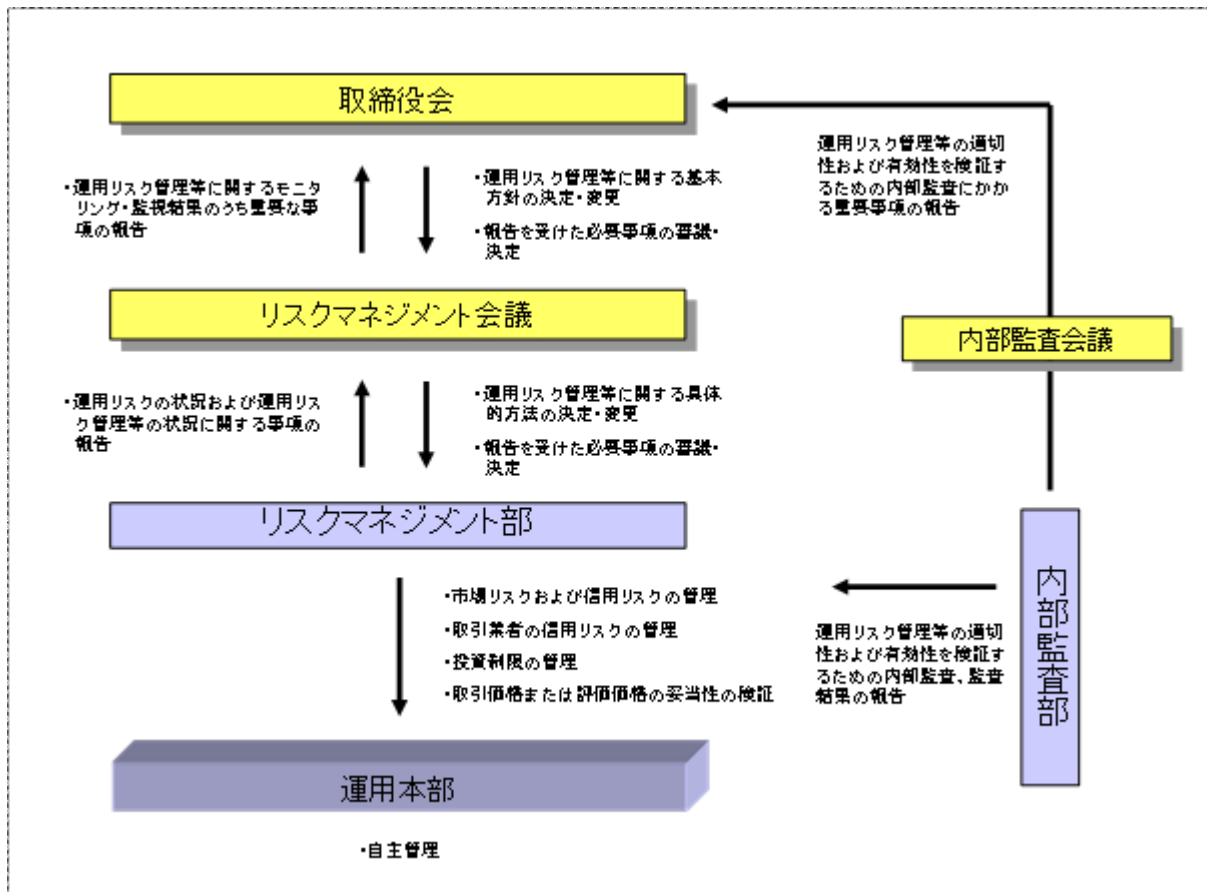 取締役会
運用リスク管理等の適切
性および有効性を検証す
るための内部監査にかか
る重要事項の報告
・運用リスク管理等に関するモニタ
リング・監視結果のうち重要な事
項の報告
・運用リスク管理等に関する基本
方針の決定・変更
・報告を受けた必要事項の審議・
決定
リスクマネジメント会議
内部監査会議
・運用リスクの状況および運用リス
ク管理等の状況に関する事項の
報告
・運用リスク管理等に関する具体
的方法の決定・変更
・報告を受けた必要事項の審議・
決定
リスクマネジメント部
内部監査部
・市場リスクおよび信用リスクの管理
・取引業者の信用リスクの管理
・投資制限の管理
・取引価格または評価価格の妥当性の検証
運用リスク管理等の適切
性および有効性を検証す
るための内部監査、監査
結果の報告
運用本部
・自主管理